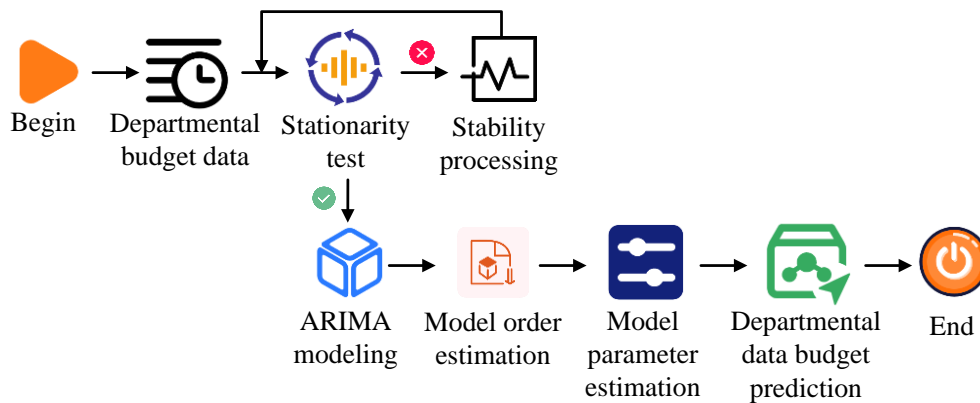 Begin
Departmental
budget data
Stationarity
test
Stability
processing
ARIMA
modeling
Model order
estimation
Model
parameter
estimation
Departmental
data budget
prediction
End